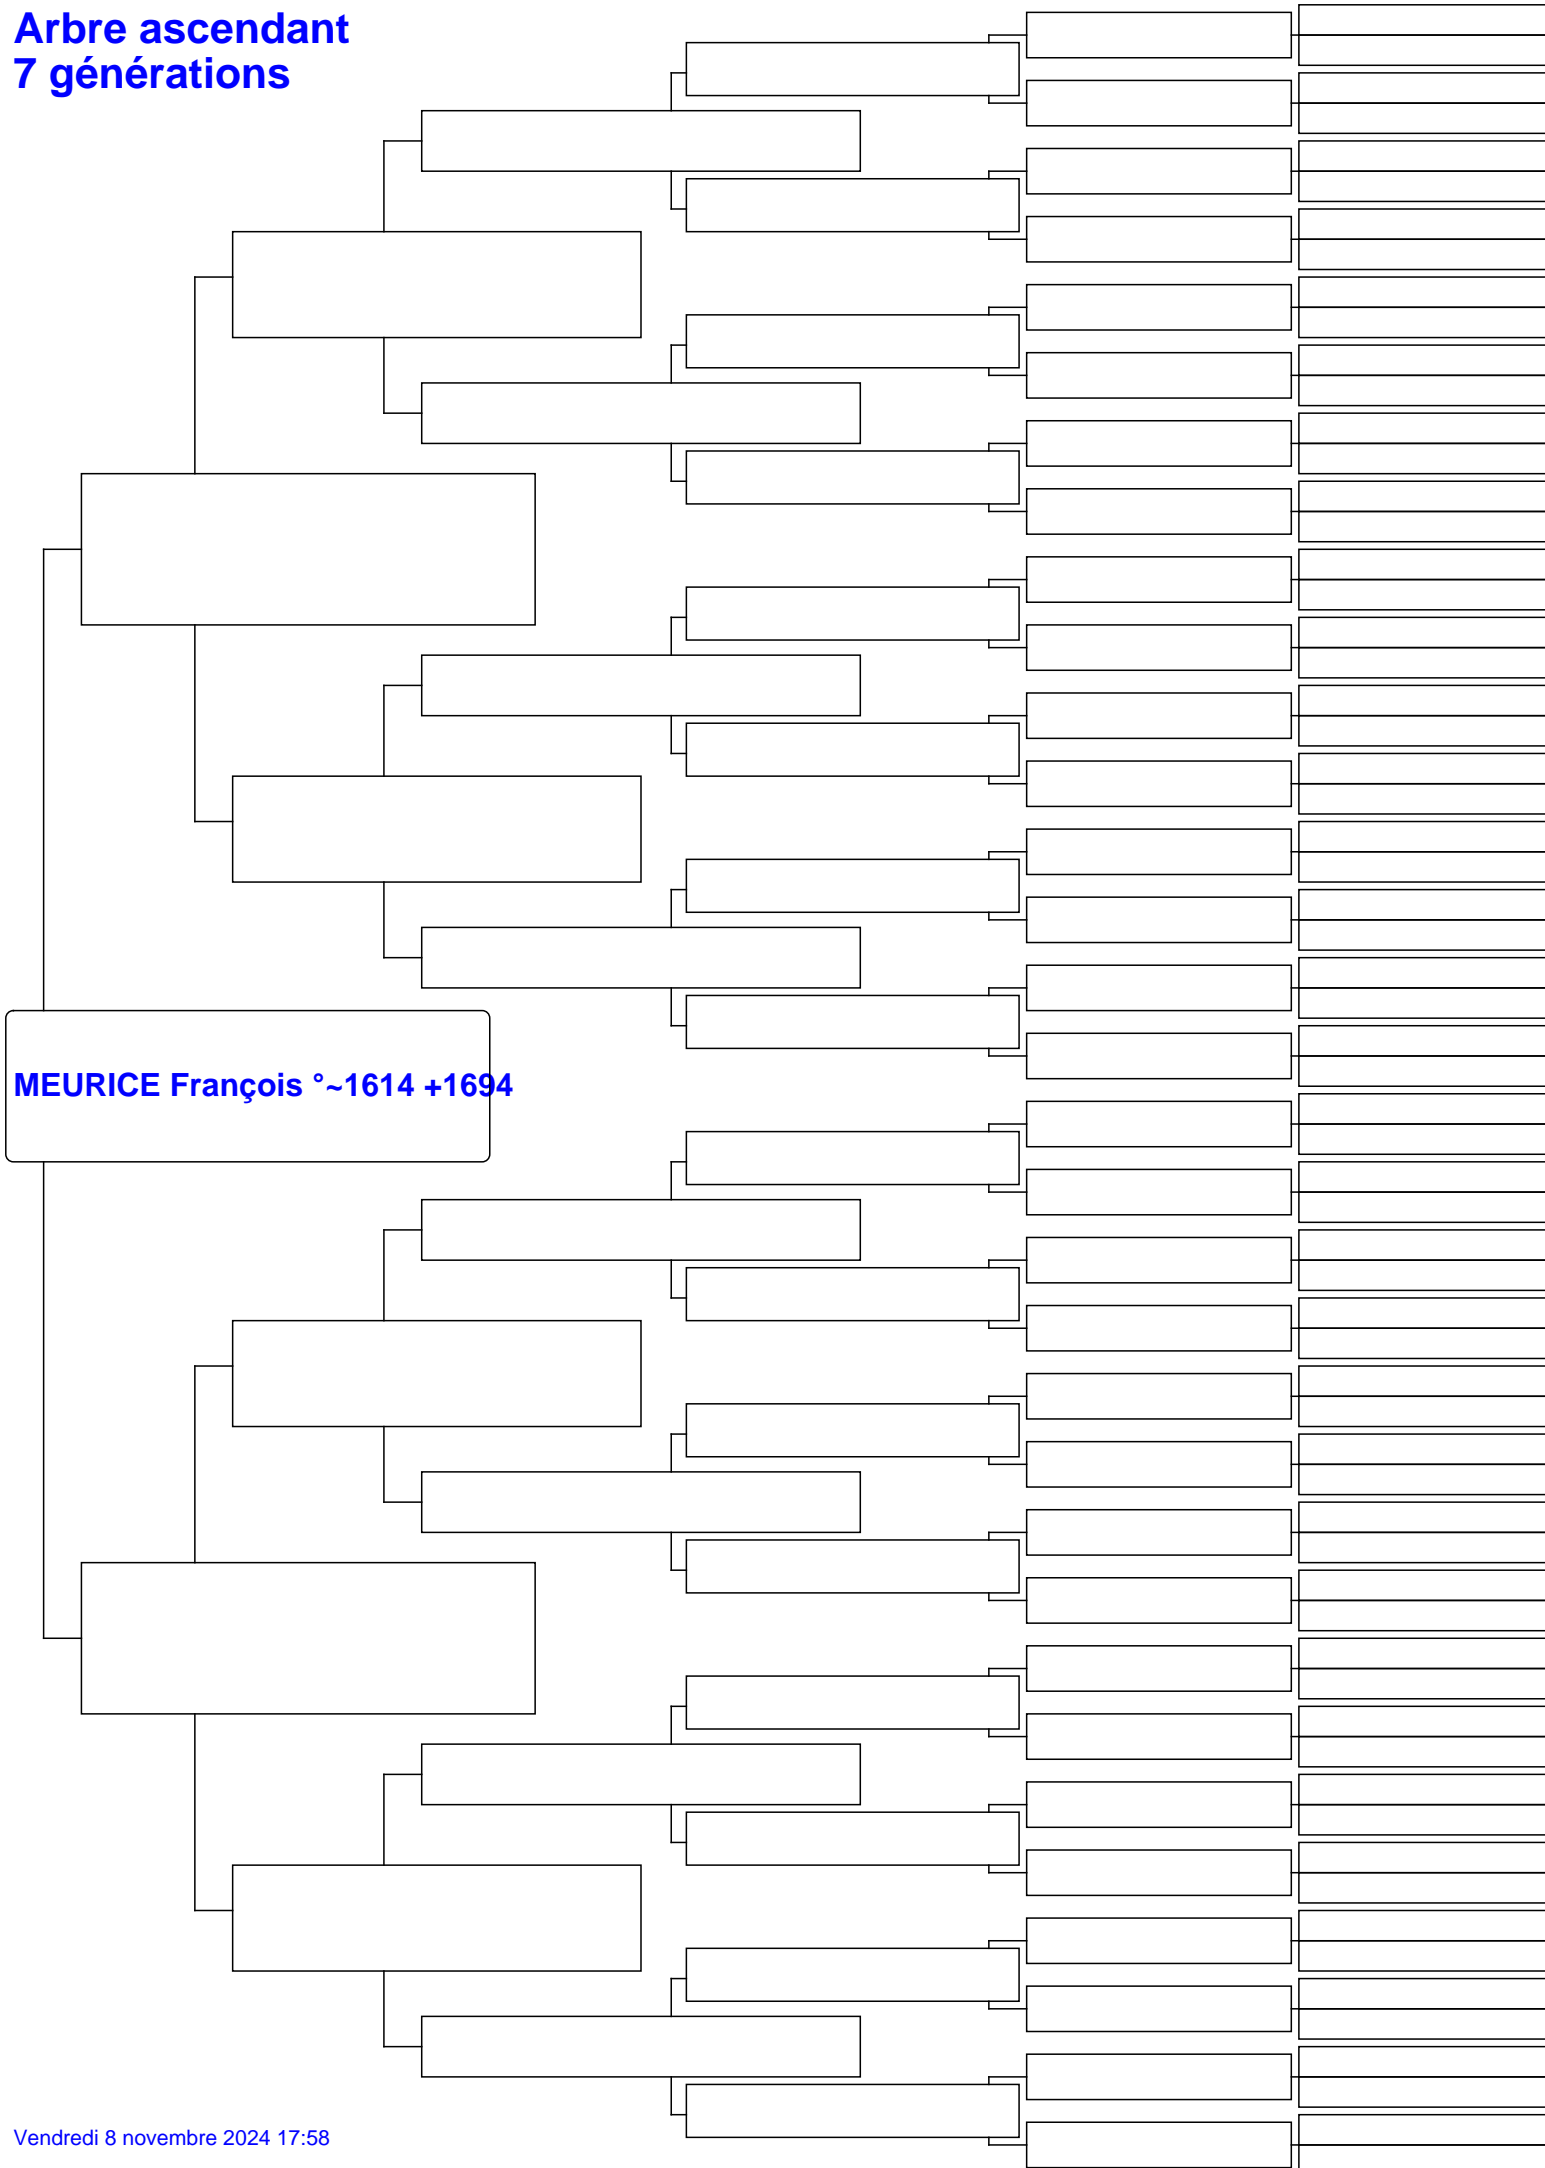 Arbre ascendant
7 générations
MEURICE François °~1614 +1694
Vendredi 8 novembre 2024 17:58